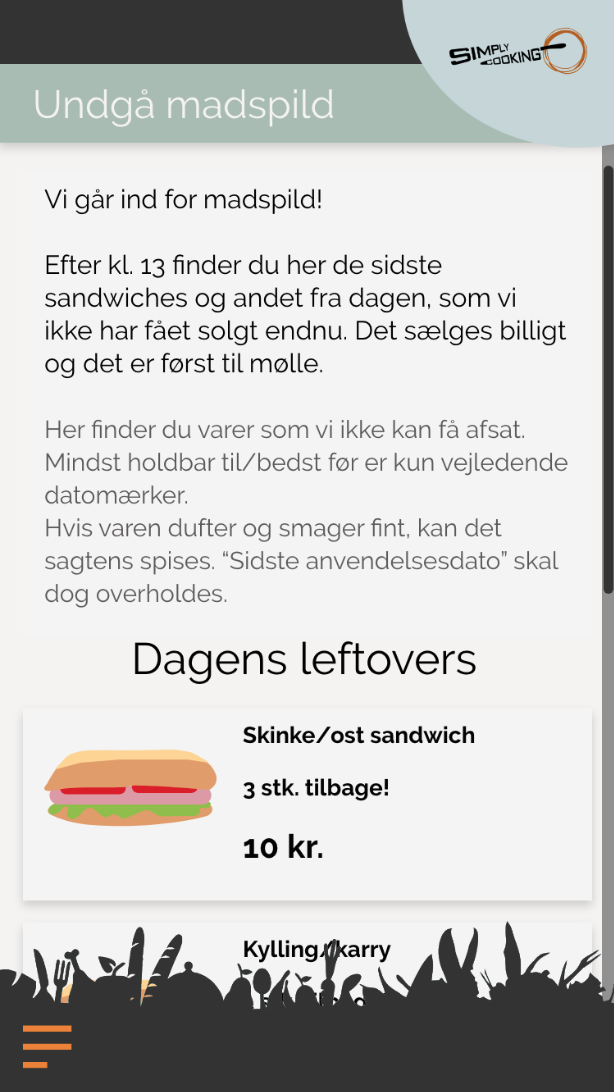 SIMPLY
COOKING
Undgå madspild
Vi går ind for madspild!
Efter kl. 13 finder du her de sidste
sandwiches og andet fra dagen, som vi
ikke har fået solgt endnu. Det sælges billigt
og det er først til mølle.
Her finder du varer som vi ikke kan få afsat.
Mindst holdbar til/bedst før er kun vejledende
datomærker.
Hvis varen dufter og smager fint, kan det
sagtens spises. “Sidste anvendelsesdato” skal
dog overholdes.
Dagens leftovers
Skinke/ost sandwich
3 stk. tilbage!
10 kr.
Kylling/karry